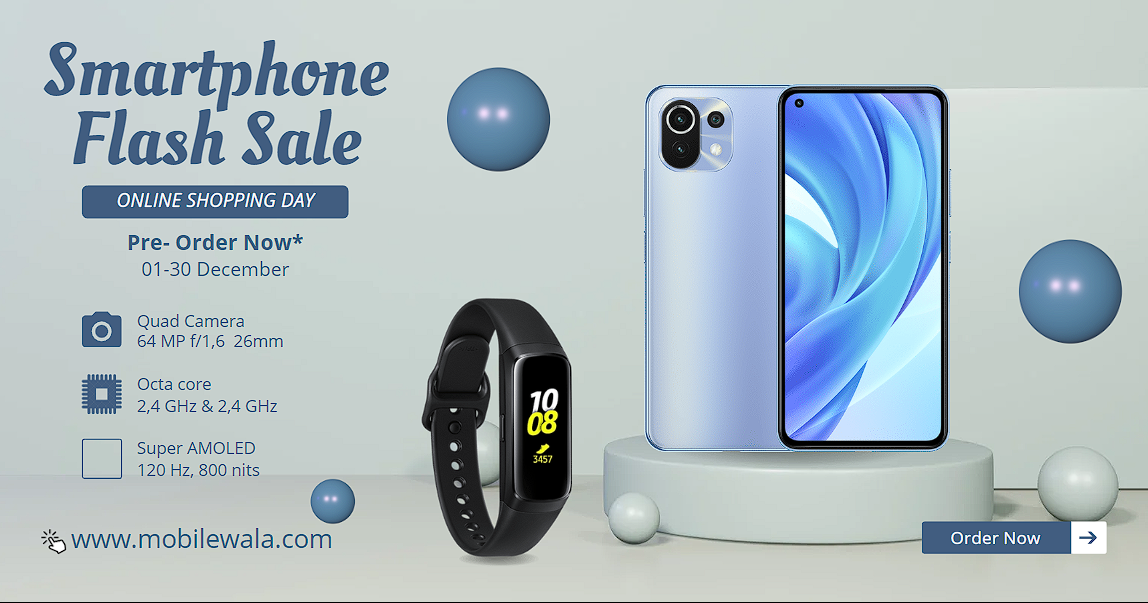 Smartphone
Flash Sale
ONLINE SHOPPING DAY
Pre- Order Now*
01-30 December
Quad Camera
64 MP f/1,6 26mm
Octa core
2,4 GHz & 2,4 GHz
Super AMOLED
120 Hz, 800 nits
www.mobilewala.com
10
08
3457
Order Now